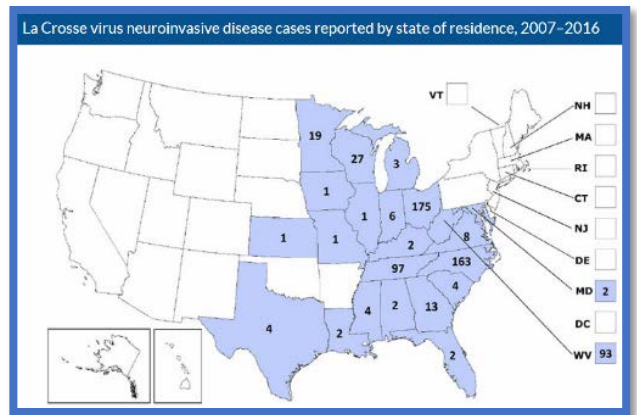 La Crosse virus neuroinvasive disease cases reported by state of residence, 2007–2016
VT
NH
19
MA
27
3
RI
1
CT
1
6
175
NJ
1
1
2
8
DE
97
163
MD 2
4
4
2
13
DC
4
2
2
WV 93